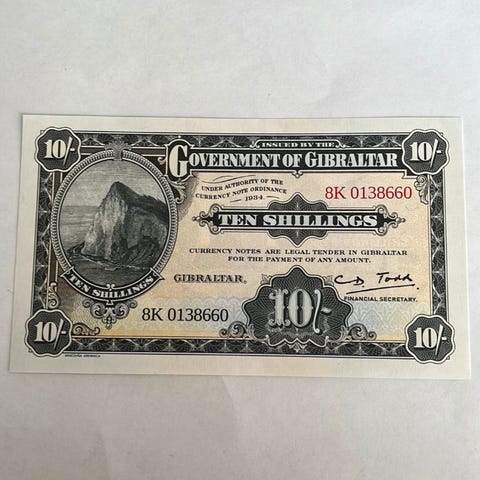 10/-
ISSUED BY THE
10/-
GOVERNMENT OF GIBRALTAR
UNDER AUTHORITY OF THE
CURRENCY NOTE ORDINANCE
1934.
8K 0138660
TEN SHILLINGS
CURRENCY NOTES ARE LEGAL TENDER IN GIBRALTAR
FOR THE PAYMENT OF ANY AMOUNT.
TEN SHILLINGS
GIBRALTAR,
C D. Todd
FINANCIAL SECRETARY.
8K 0138660
10/-
10/-
10/-